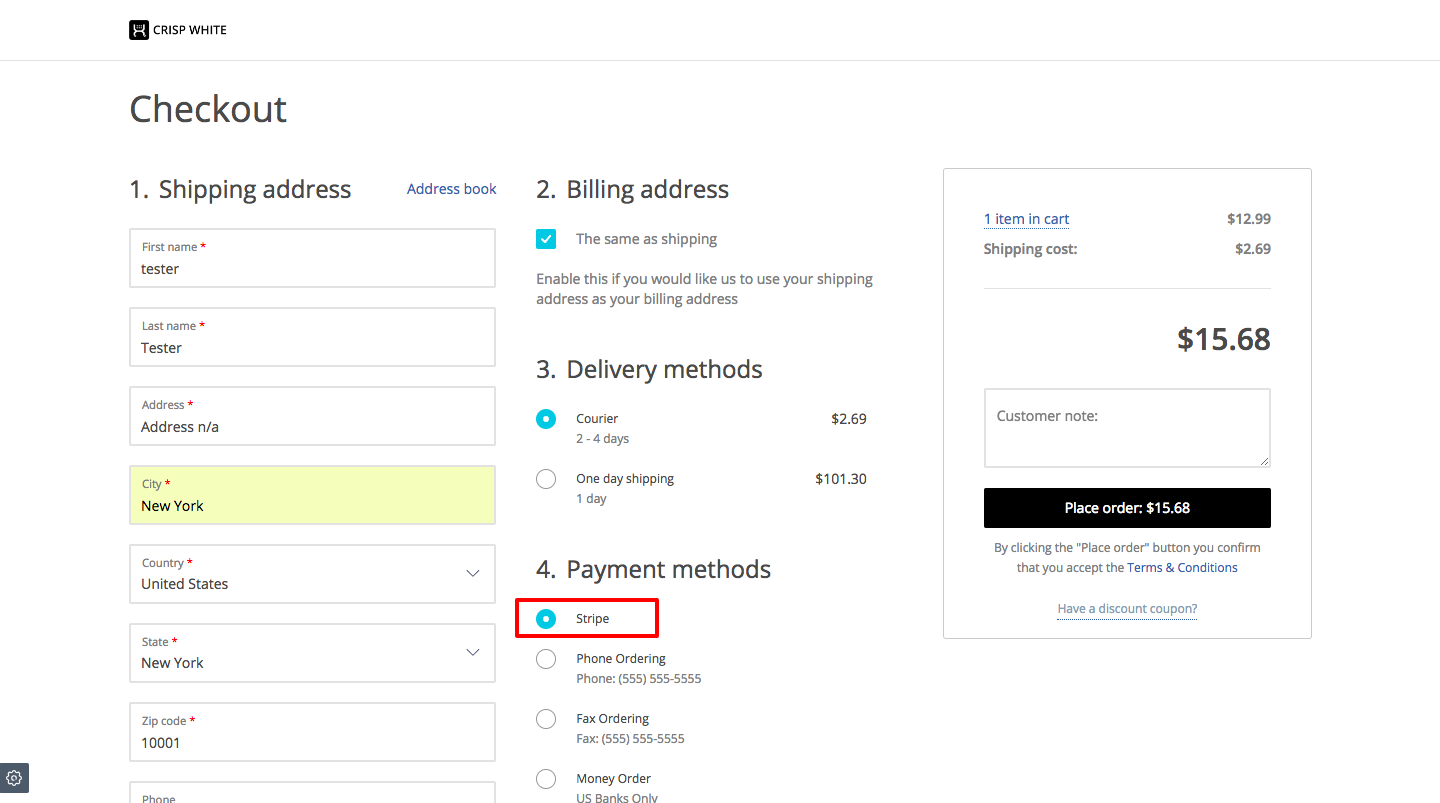 CRISP WHITE
Checkout
1. Shipping address
Address book
First name *
tester
Last name *
Tester
Address *
Address n/a
City *
New York
Country *
United States
State *
New York
Zip code *
10001
Phone
2. Billing address
The same as shipping
Enable this if you would like us to use your shipping
address as your billing address
3. Delivery methods
Courier $2.69
2 - 4 days
One day shipping $101.30
1 day
4. Payment methods
Stripe
Phone Ordering
Phone: (555) 555-5555
Fax Ordering
Fax: (555) 555-5555
Money Order
US Banks Only
1 item in cart $12.99
Shipping cost: $2.69
$15.68
Customer note:
Place order: $15.68
By clicking the "Place order" button you confirm
that you accept the Terms & Conditions
Have a discount coupon?